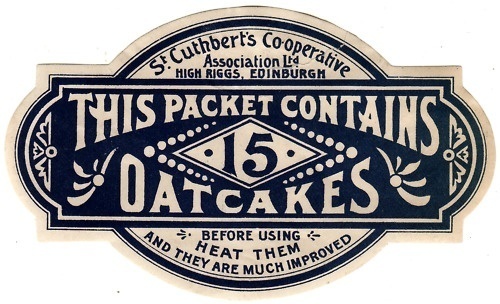 St Cuthbert's Co-operative
Association Ltd
HIGH RIGGS, EDINBURGH
THIS PACKET CONTAINS
15
OATCAKES
BEFORE USING
HEAT THEM
AND THEY ARE MUCH IMPROVED